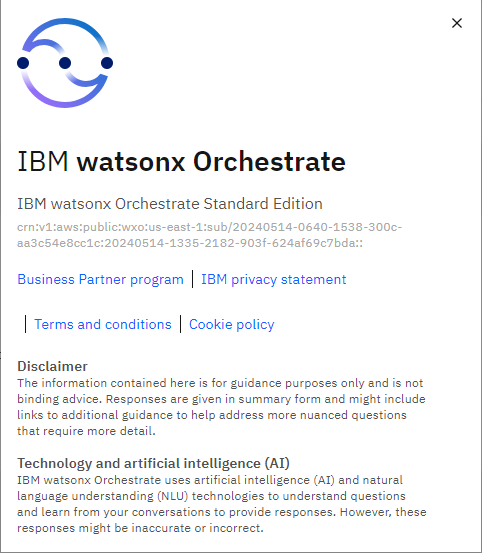 IBM watsonx Orchestrate
IBM watsonx Orchestrate Standard Edition
crn:v1:aws:public:wxo:us-east-1:sub/20240514-0640-1538-300c-
aa3c54e8cc1c:20240514-1335-2182-903f-624af69c7bda::
Business Partner program | IBM privacy statement
| Terms and conditions | Cookie policy
Disclaimer
The information contained here is for guidance purposes only and is not
binding advice. Responses are given in summary form and might include
links to additional guidance to help address more nuanced questions
that require more detail.
Technology and artificial intelligence (AI)
IBM watsonx Orchestrate uses artificial intelligence (AI) and natural
language understanding (NLU) technologies to understand questions
and learn from your conversations to provide responses. However, these
responses might be inaccurate or incorrect.